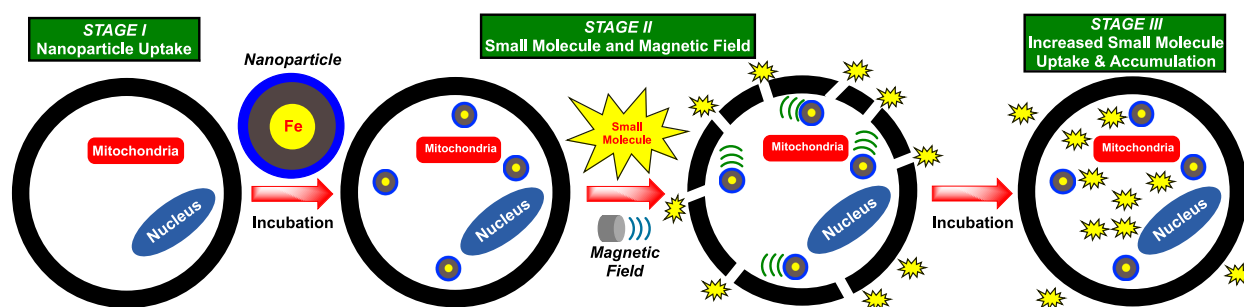 STAGE I
Nanoparticle Uptake
STAGE II
Small Molecule and Magnetic Field
STAGE III
Increased Small Molecule
Uptake & Accumulation
Mitochondria
Nucleus
Nanoparticle
Fe
Incubation
Mitochondria
Nucleus
Small
Molecule
Magnetic
Field
Mitochondria
Nucleus
Incubation
Mitochondria
Nucleus